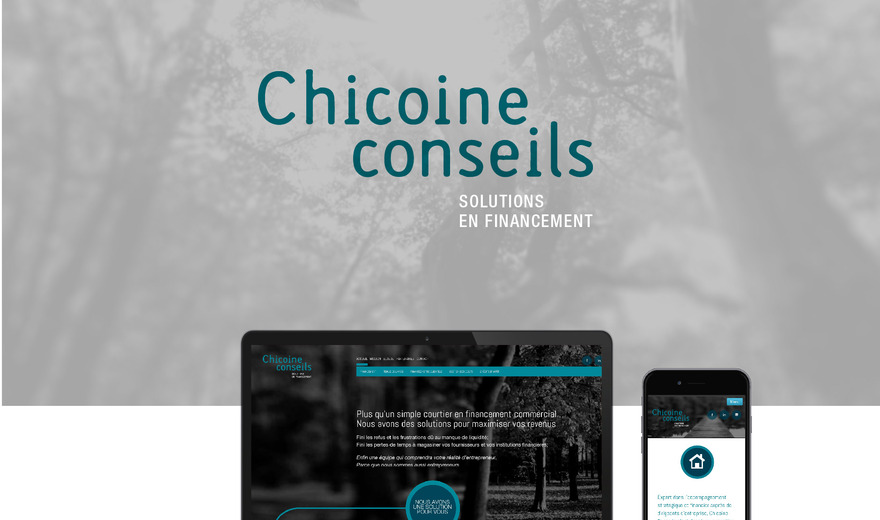 Chicoine
conseils
SOLUTIONS
EN FINANCEMENT
Chicoine
conseils
EN FINANCEMENT
Plus qu'un simple courtier en financement commercial
Nous avons des solutions pour maximiser vos revenus
Fini les refus et les frustrations dû au manque de liquidité;
Fini les pertes de temps à magasiner vos fournisseurs et vos institutions financières;
Enfin une équipe qui comprendra votre réalité d'entrepreneur.
Parce que nous sommes aussi entrepreneurs.
NOUS AVONS
UNE SOLUTION
POUR VOUS
Chicoine
conseils
Expert dans l'accompagnement
stratégique et financier auprès de
dirigeants d'entreprise, Chicoine